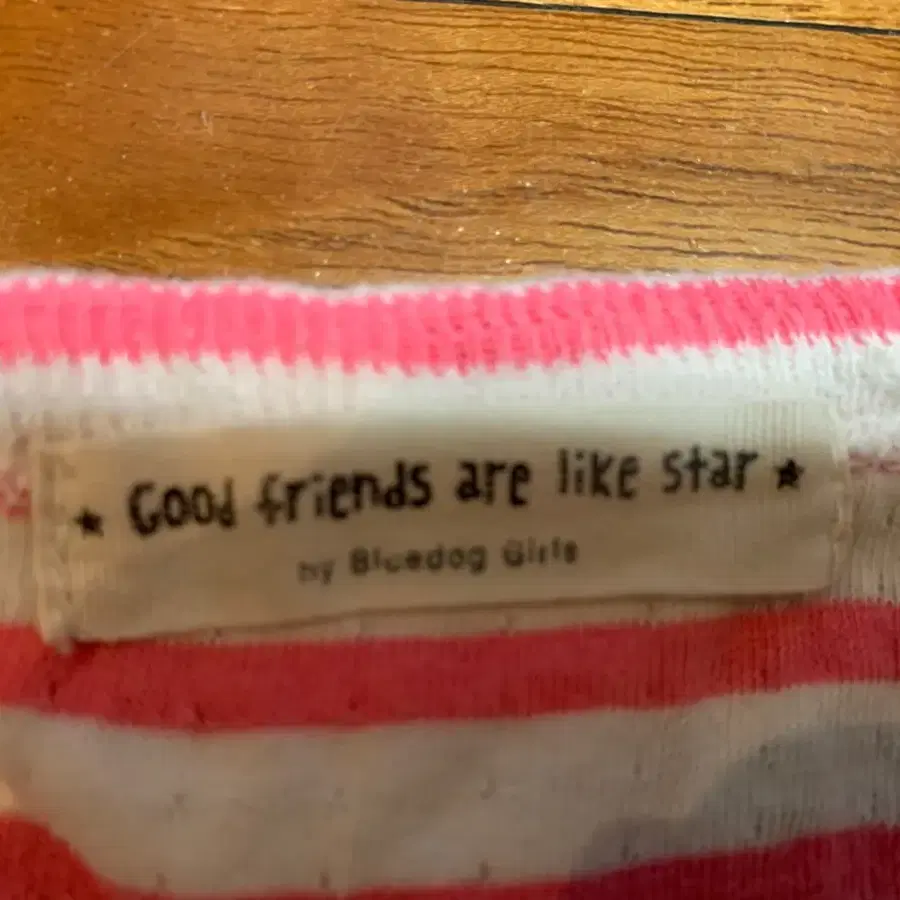 ★ Good friends are like star ★
by Bluedog Girls